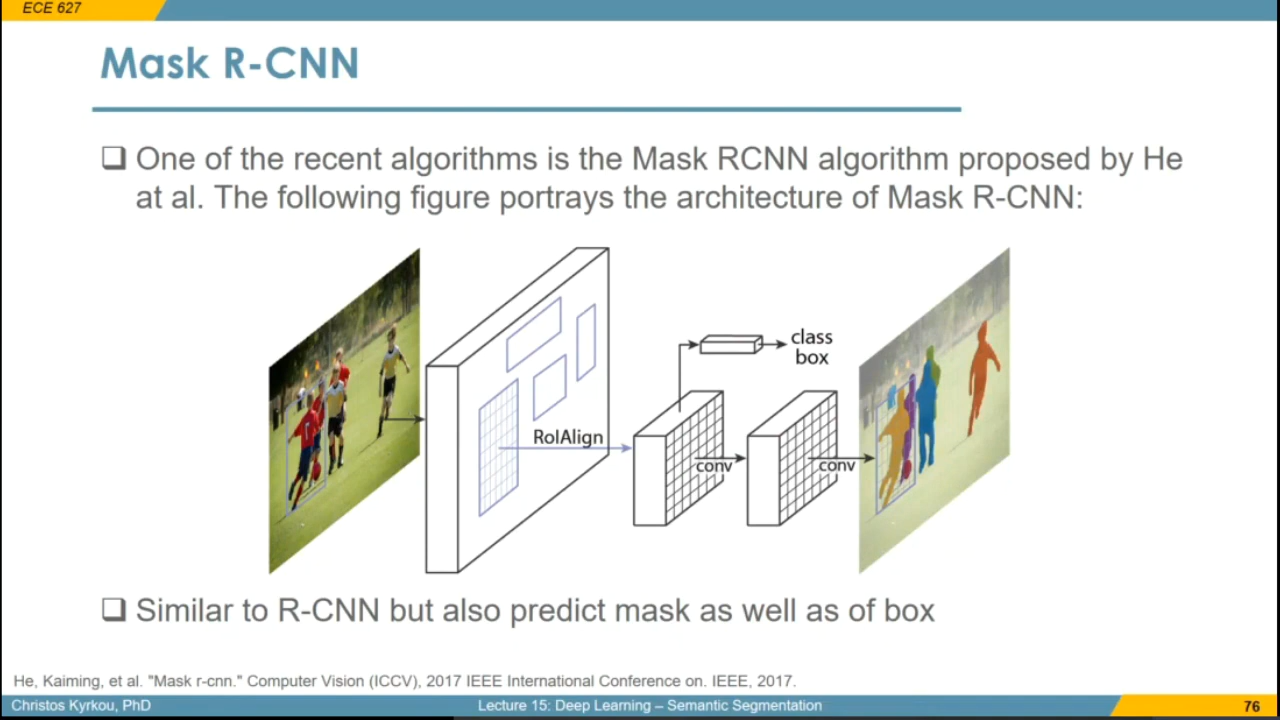 ECE 627
Mask R-CNN
❑ One of the recent algorithms is the Mask RCNN algorithm proposed by He
at al. The following figure portrays the architecture of Mask R-CNN:
class
box
RoIAlign
conv
conv
❑ Similar to R-CNN but also predict mask as well as of box
He, Kaiming, et al. "Mask r-cnn." Computer Vision (ICCV), 2017 IEEE International Conference on. IEEE, 2017.
Christos Kyrkou, PhD
Lecture 15: Deep Learning – Semantic Segmentation
76